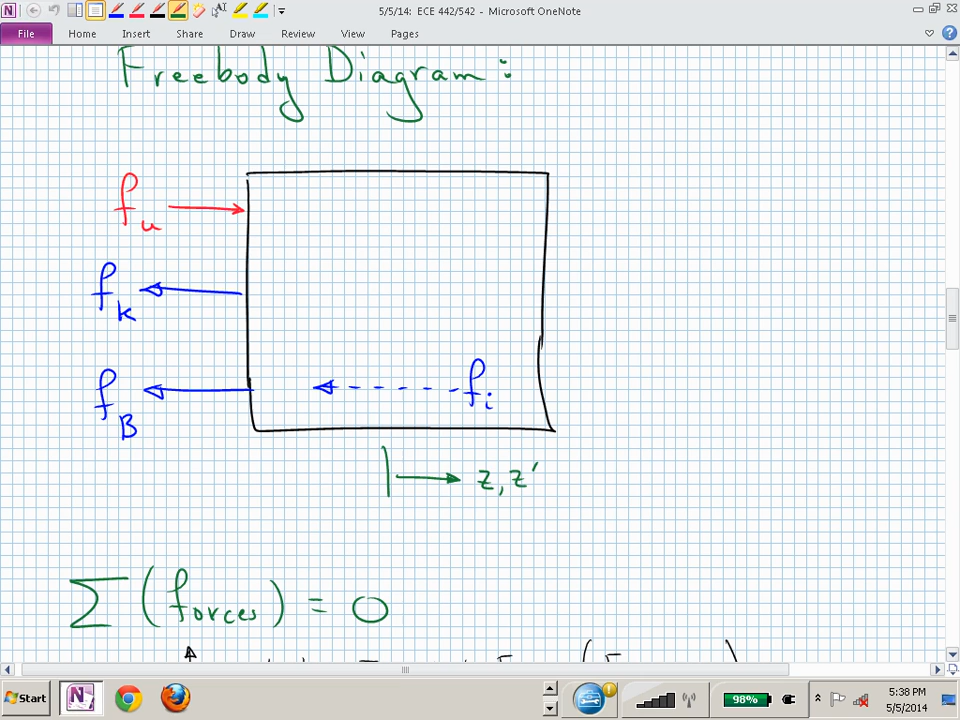 5/5/14: ECE 442/542 - Microsoft OneNote
File Home Insert Share Draw Review View Pages
Freebody Diagram:
fu
fK
fB
fi
z, z'
Σ (forces) = 0
Start
98%
5:38 PM
5/5/2014